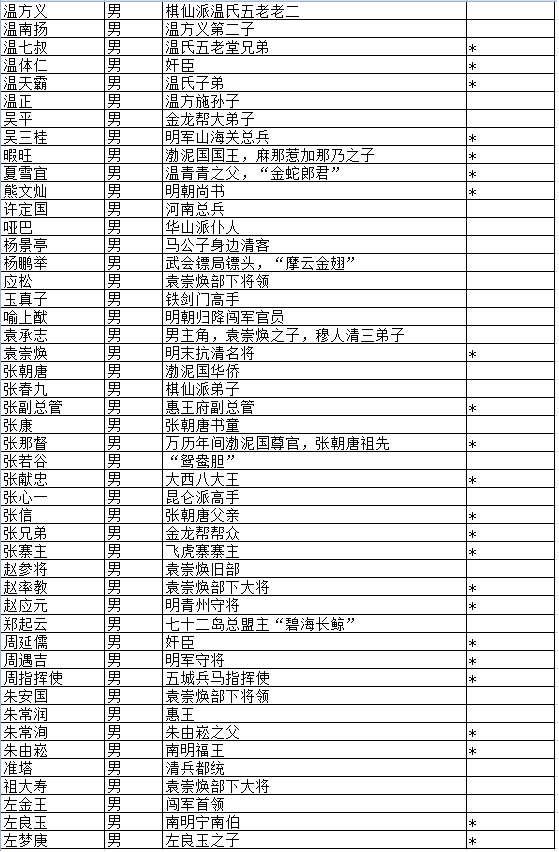 温方义 男 棋仙派温氏五老老二
温南扬 男 温方义第二子
温七叔 男 温氏五老堂兄弟 *
温体仁 男 奸臣 *
温天霸 男 温氏子弟 *
温正 男 温方施孙子
吴平 男 金龙帮大弟子
吴三桂 男 明军山海关总兵 *
暇旺 男 渤泥国国王，麻那惹加那乃之子 *
夏雪宜 男 温青青之父，“金蛇郎君” *
熊文灿 男 明朝尚书 *
许定国 男 河南总兵
哑巴 男 华山派仆人
杨景亭 男 马公子身边清客
杨鹏举 男 武会镖局镖头，“摩云金翅”
应松 男 袁崇焕部下将领
玉真子 男 铁剑门高手
喻上猷 男 明朝归降闯军官员
袁承志 男 男主角，袁崇焕之子，穆人清三弟子
袁崇焕 男 明末抗清名将 *
张朝唐 男 渤泥国华侨
张春九 男 棋仙派弟子
张副总管 男 惠王府副总管 *
张康 男 张朝唐书童
张那督 男 万历年间渤泥国尊官，张朝唐祖先 *
张若谷 男 “鸳鸯胆”
张献忠 男 大西八大王 *
张心一 男 昆仑派高手
张信 男 张朝唐父亲 *
张兄弟 男 金龙帮帮众 *
张寨主 男 飞虎寨寨主 *
赵参将 男 袁崇焕旧部
赵率教 男 袁崇焕部下大将 *
赵应元 男 明青州守将 *
郑起云 男 七十二岛总盟主“碧海长鲸”
周延儒 男 奸臣 *
周遇吉 男 明军守将 *
周指挥使 男 五城兵马指挥使 *
朱安国 男 袁崇焕部下将领
朱常润 男 惠王
朱常洵 男 朱由崧之父 *
朱由崧 男 南明福王 *
准塔 男 清兵都统
祖大寿 男 袁崇焕部下大将
左金王 男 闯军首领
左良玉 男 南明宁南伯 *
左梦庚 男 左良玉之子 *